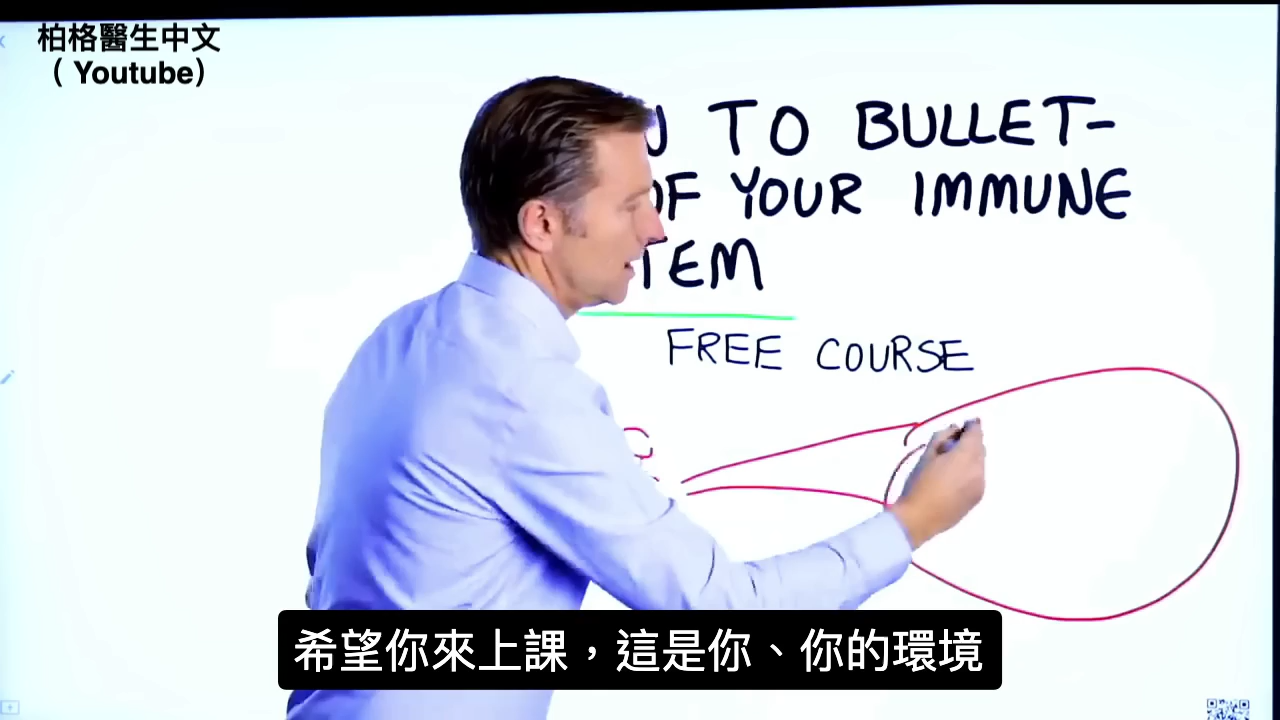 柏格醫生中文
( Youtube)
TO BULLET-
OF YOUR IMMUNE
TEM
FREE COURSE
希望你來上課，這是你、你的環境